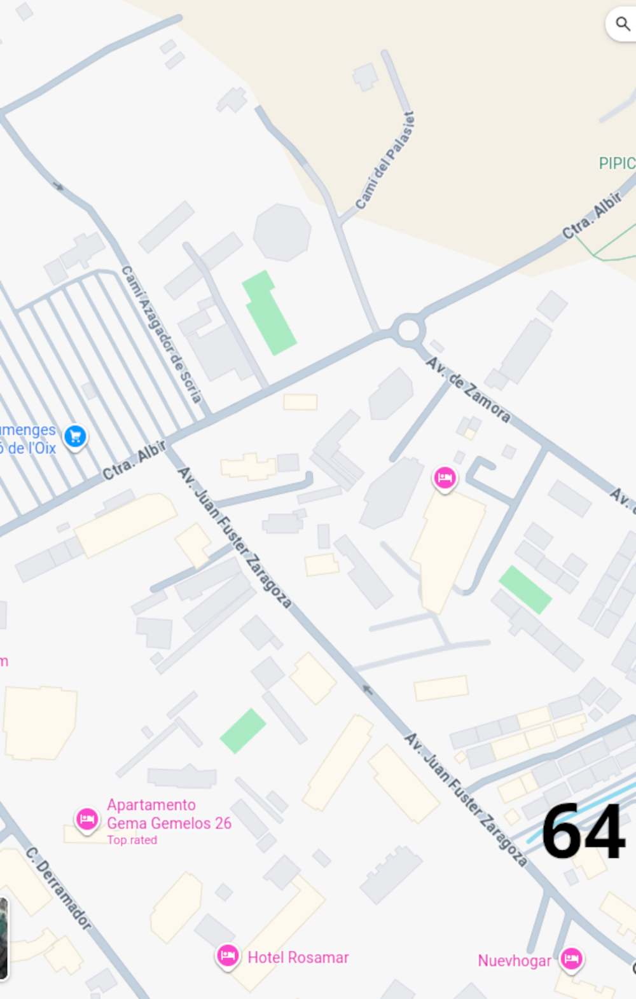 Camí del Palasiet
PIPIC
Ctra. Albir
Camí Azagador de Soria
Av. de Zamora
umenges
ó de l'Oix
Ctra. Albir
Av. Juan Fuster Zaragoza
Av.
m
Av. Juan Fuster Zaragoza
Apartamento
Gema Gemelos 26
Top rated
64
C. Derramador
Hotel Rosamar
Nuevhogar